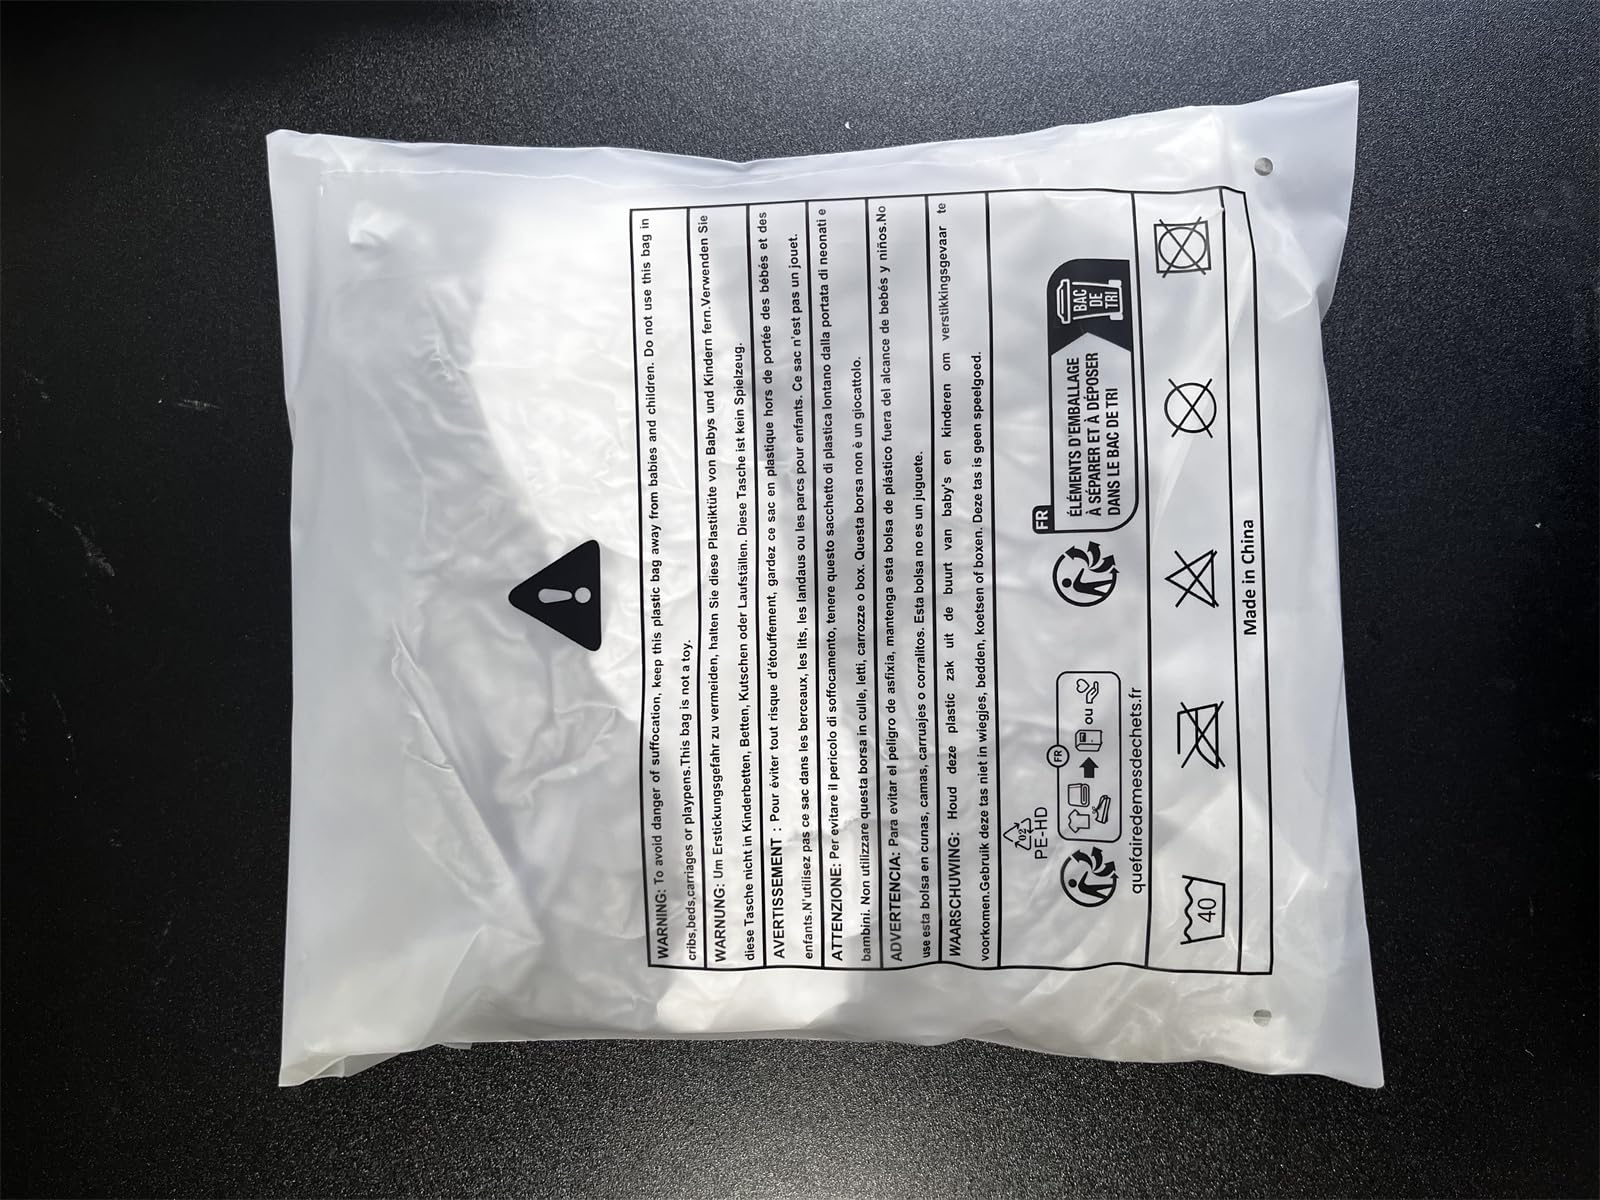 WARNING: To avoid danger of suffocation, keep this plastic bag away from babies and children. Do not use this bag in
cribs,beds,carriages or playpens.This bag is not a toy.
WARNUNG: Um Erstickungsgefahr zu vermeiden, halten Sie diese Plastiktüte von Babys und Kindern fern.Verwenden Sie
diese Tasche nicht in Kinderbetten, Betten, Kutschen oder Laufställen. Diese Tasche ist kein Spielzeug.
AVERTISSEMENT : Pour éviter tout risque d'étouffement, gardez ce sac en plastique hors de portée des bébés et des
enfants.N'utilisez pas ce sac dans les berceaux, les lits, les landaus ou les parcs pour enfants. Ce sac n'est pas un jouet.
ATTENZIONE: Per evitare il pericolo di soffocamento, tenere questo sacchetto di plastica lontano dalla portata di neonati e
bambini. Non utilizzare questa borsa in culle, letti, carrozze o box. Questa borsa non è un giocattolo.
ADVERTENCIA: Para evitar el peligro de asfixia, mantenga esta bolsa de plástico fuera del alcance de bebés y niños.No
use esta bolsa en cunas, camas, carruajes o corralitos. Esta bolsa no es un juguete.
WAARSCHUWING: Houd deze plastic zak uit de buurt van baby's en kinderen om verstikkingsgevaar te
voorkomen.Gebruik deze tas niet in wiegjes, bedden, koetsen of boxen. Deze tas is geen speelgoed.
02
PE-HD
FR
ou
quefairedemesdechets.fr
FR
ÉLÉMENTS D'EMBALLAGE
À SÉPARER ET À DÉPOSER
DANS LE BAC DE TRI
BAC
DE
TRI
40
Made in China